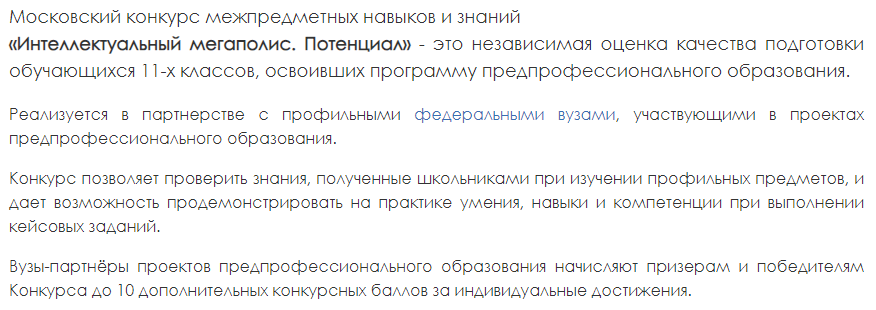 Московский конкурс межпредметных навыков и знаний
«Интеллектуальный мегаполис. Потенциал» - это независимая оценка качества подготовки
обучающихся 11-х классов, освоивших программу предпрофессионального образования.
Реализуется в партнерстве с профильными федеральными вузами, участвующими в проектах
предпрофессионального образования.
Конкурс позволяет проверить знания, полученные школьниками при изучении профильных предметов, и
дает возможность продемонстрировать на практике умения, навыки и компетенции при выполнении
кейсовых заданий.
Вузы-партнёры проектов предпрофессионального образования начисляют призерам и победителям
Конкурса до 10 дополнительных конкурсных баллов за индивидуальные достижения.